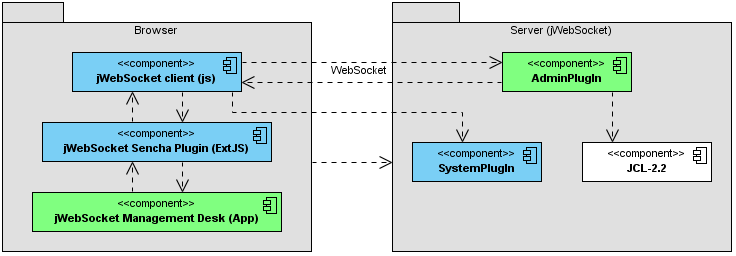 Browser
<<component>>
jWebSocket client (js)
<<component>>
jWebSocket Sencha Plugin (ExtJS)
<<component>>
jWebSocket Management Desk (App)
WebSocket
Server (jWebSocket)
<<component>>
AdminPlugIn
<<component>>
SystemPlugIn
<<component>>
JCL-2.2